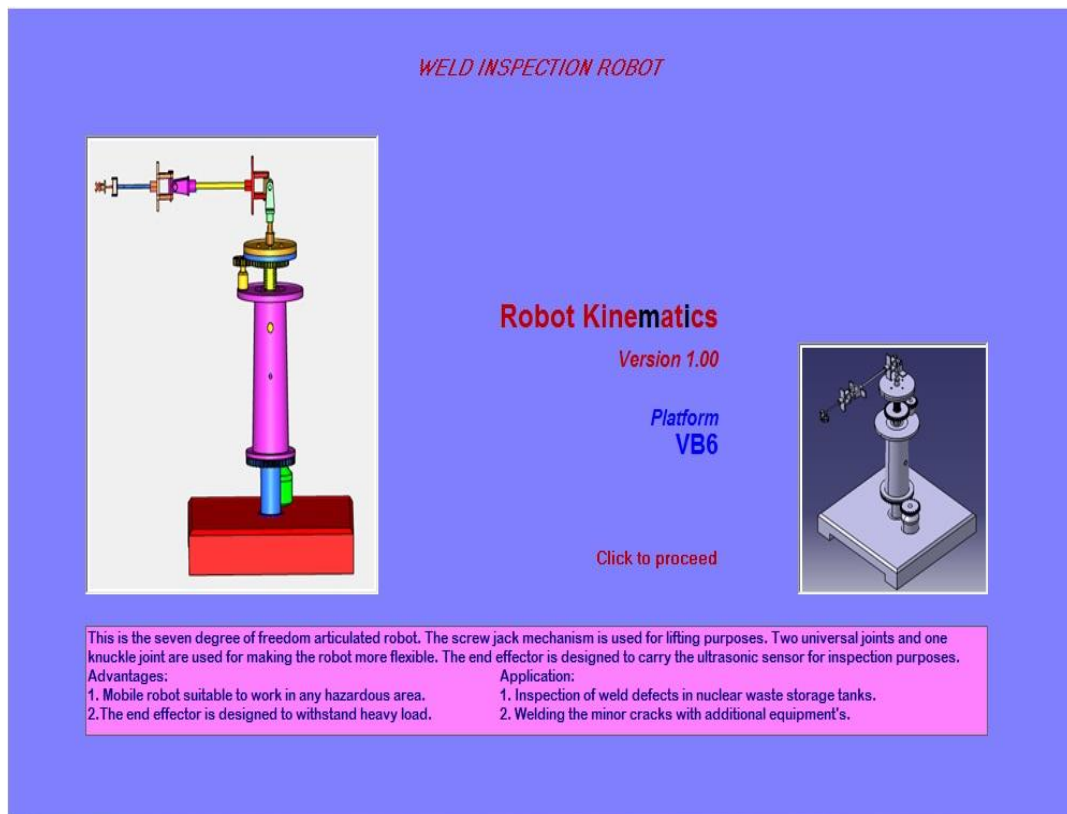 WELD INSPECTION ROBOT
Robot Kinematics
Version 1.00
Platform
VB6
Click to proceed
This is the seven degree of freedom articulated robot. The screw jack mechanism is used for lifting purposes. Two universal joints and one
knuckle joint are used for making the robot more flexible. The end effector is designed to carry the ultrasonic sensor for inspection purposes.
Advantages:
1. Mobile robot suitable to work in any hazardous area.
2.The end effector is designed to withstand heavy load.
Application:
1. Inspection of weld defects in nuclear waste storage tanks.
2. Welding the minor cracks with additional equipment's.